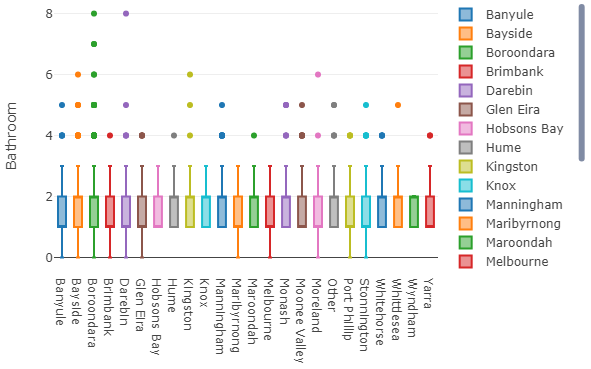 8
6
4
2
0
Bathroom
Banyule
Bayside
Boroondara
Brimbank
Darebin
Glen Eira
Hobsons Bay
Hume
Kingston
Knox
Manningham
Maribyrnong
Maroondah
Melbourne
Monash
Moonee Valley
Moreland
Other
Port Phillip
Stonnington
Whitehorse
Whittlesea
Wyndham
Yarra
Banyule
Bayside
Boroondara
Brimbank
Darebin
Glen Eira
Hobsons Bay
Hume
Kingston
Knox
Manningham
Maribyrnong
Maroondah
Melbourne